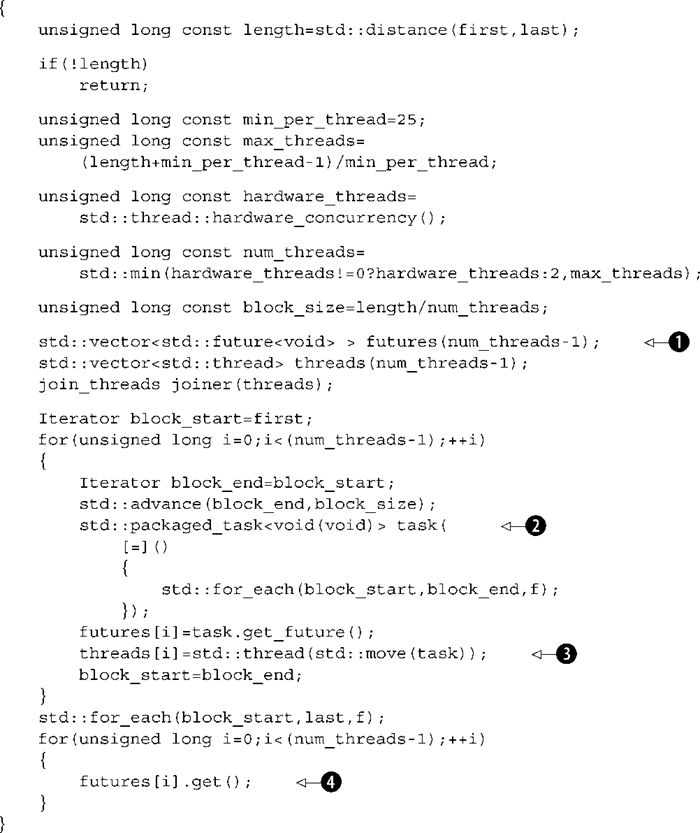 {
unsigned long const length=std::distance(first,last);
if(!length)
return;
unsigned long const min_per_thread=25;
unsigned long const max_threads=
(length+min_per_thread-1)/min_per_thread;
unsigned long const hardware_threads=
std::thread::hardware_concurrency();
unsigned long const num_threads=
std::min(hardware_threads!=0?hardware_threads:2,max_threads);
unsigned long const block_size=length/num_threads;
std::vector<std::future<void> > futures(num_threads-1); 1
std::vector<std::thread> threads(num_threads-1);
join_threads joiner(threads);
Iterator block_start=first;
for(unsigned long i=0;i<(num_threads-1);++i)
{
Iterator block_end=block_start;
std::advance(block_end,block_size);
std::packaged_task<void(void)> task( 2
[=]()
{
std::for_each(block_start,block_end,f);
});
futures[i]=task.get_future();
threads[i]=std::thread(std::move(task)); 3
block_start=block_end;
}
std::for_each(block_start,last,f);
for(unsigned long i=0;i<(num_threads-1);++i)
{
futures[i].get(); 4
}
}